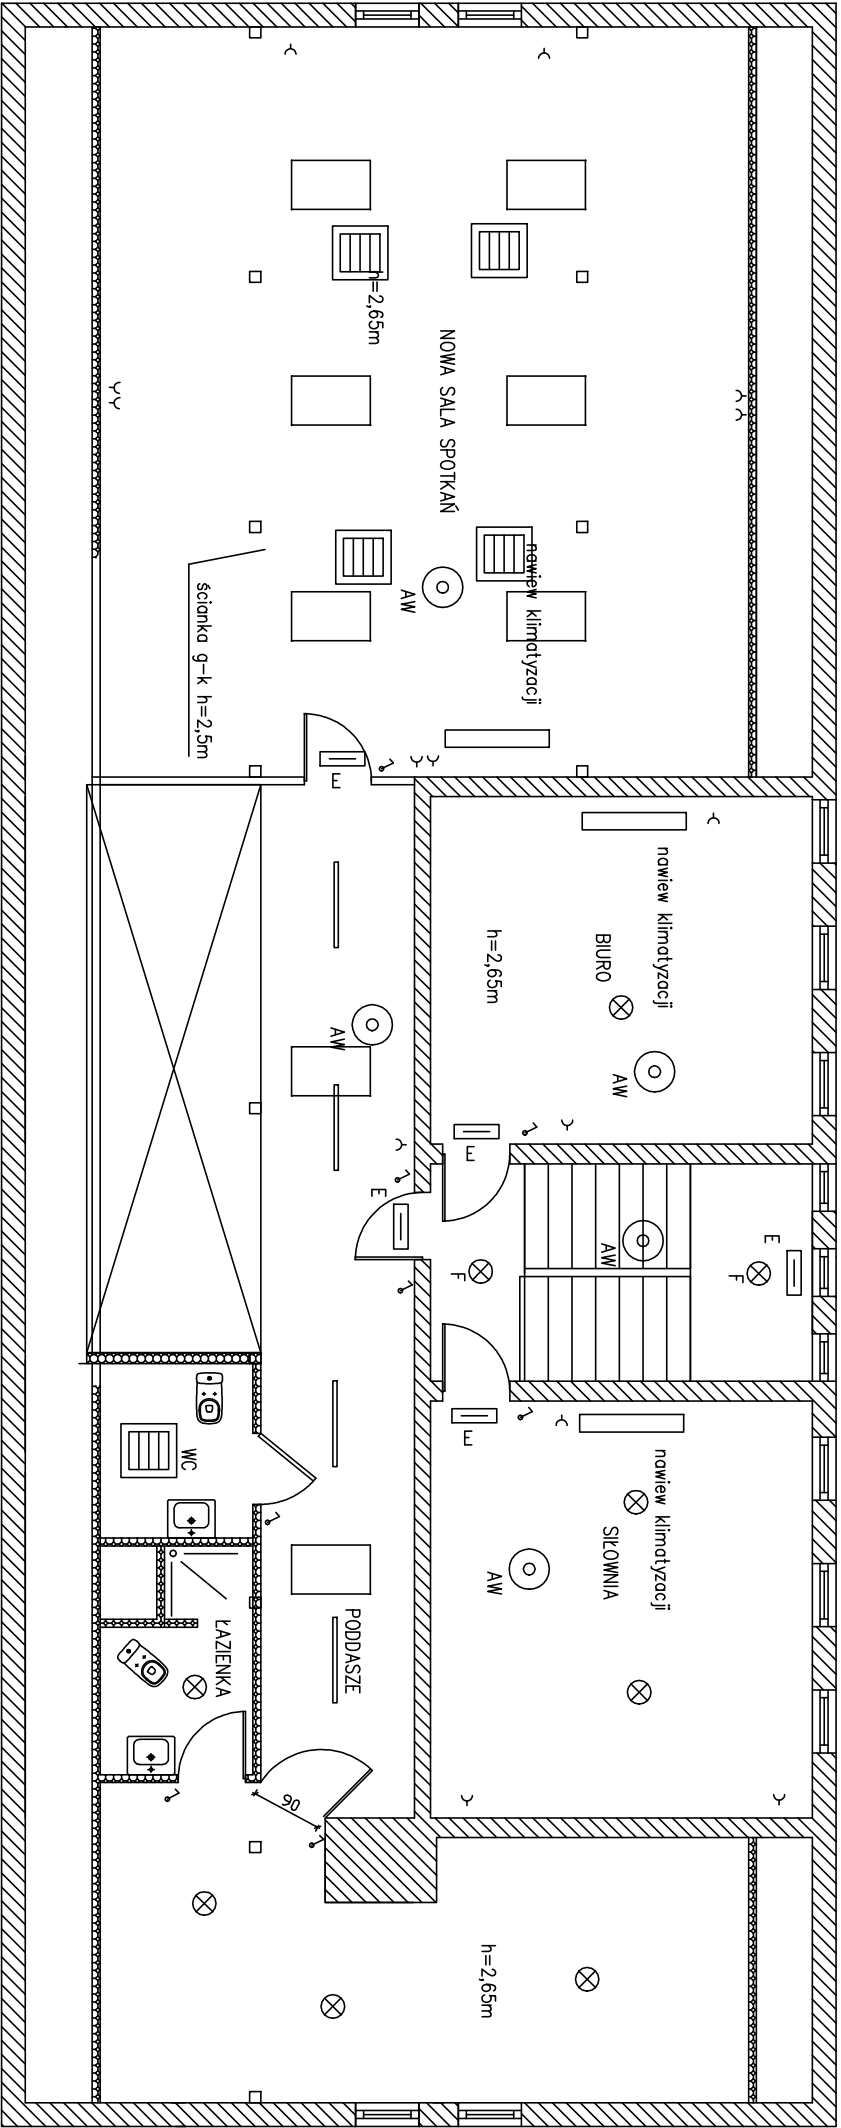 h=2,65m
NOWA SALA SPOTKAŃ
nawiew klimatyzacji
AW
ścianka g-k h=2,5m
E
nawiew klimatyzacji
BIURO
h=2,65m
AW
AW
E
E
AW
E
F
F
E
nawiew klimatyzacji
SIŁOWNIA
AW
WC
ŁAZIENKA
PODDASZE
90
h=2,65m